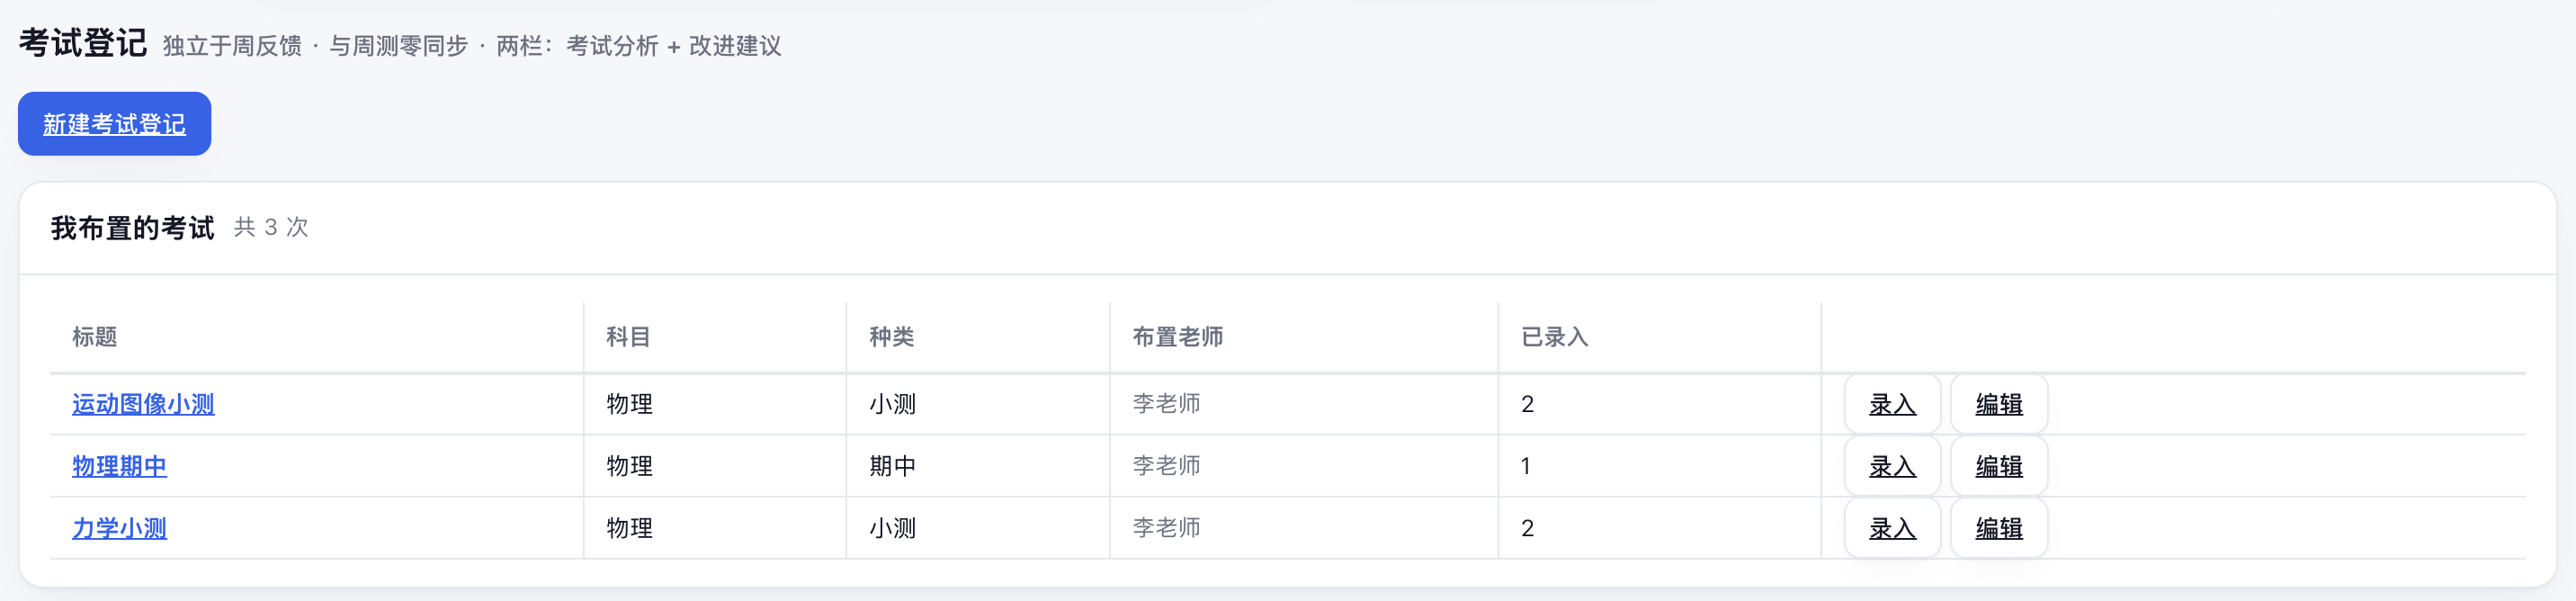 考试登记 独立于周反馈 · 与周测零同步 · 两栏：考试分析 + 改进建议
新建考试登记
我布置的考试 共 3 次
标题 科目 种类 布置老师 已录入
运动图像小测 物理 小测 李老师 2 录入 编辑
物理期中 物理 期中 李老师 1 录入 编辑
力学小测 物理 小测 李老师 2 录入 编辑